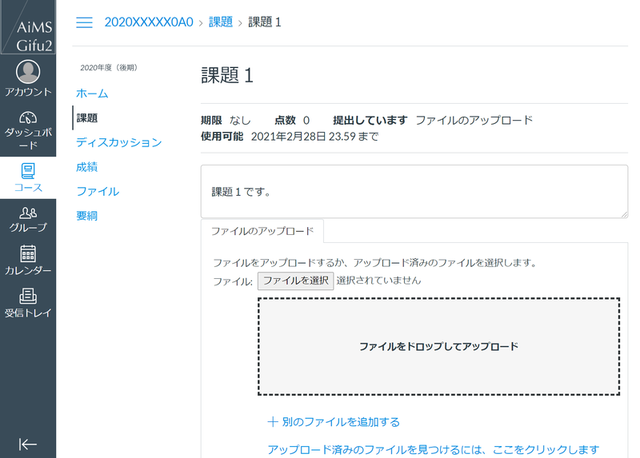 AiMS
Gifu2
アカウント
ダッシュボ
ード
コース
グループ
カレンダー
受信トレイ
2020XXXXX0A0 › 課題 › 課題 1
2020年度（後期）
ホーム
課題
ディスカッション
成績
ファイル
要綱
課題 1
期限 なし 点数 0 提出しています ファイルのアップロード
使用可能 2021年2月28日 23:59 まで
課題 1 です。
ファイルのアップロード
ファイルをアップロードするか、アップロード済みのファイルを選択します。
ファイル: ファイルを選択 選択されていません
ファイルをドロップしてアップロード
＋ 別のファイルを追加する
アップロード済みのファイルを見つけるには、ここをクリックします